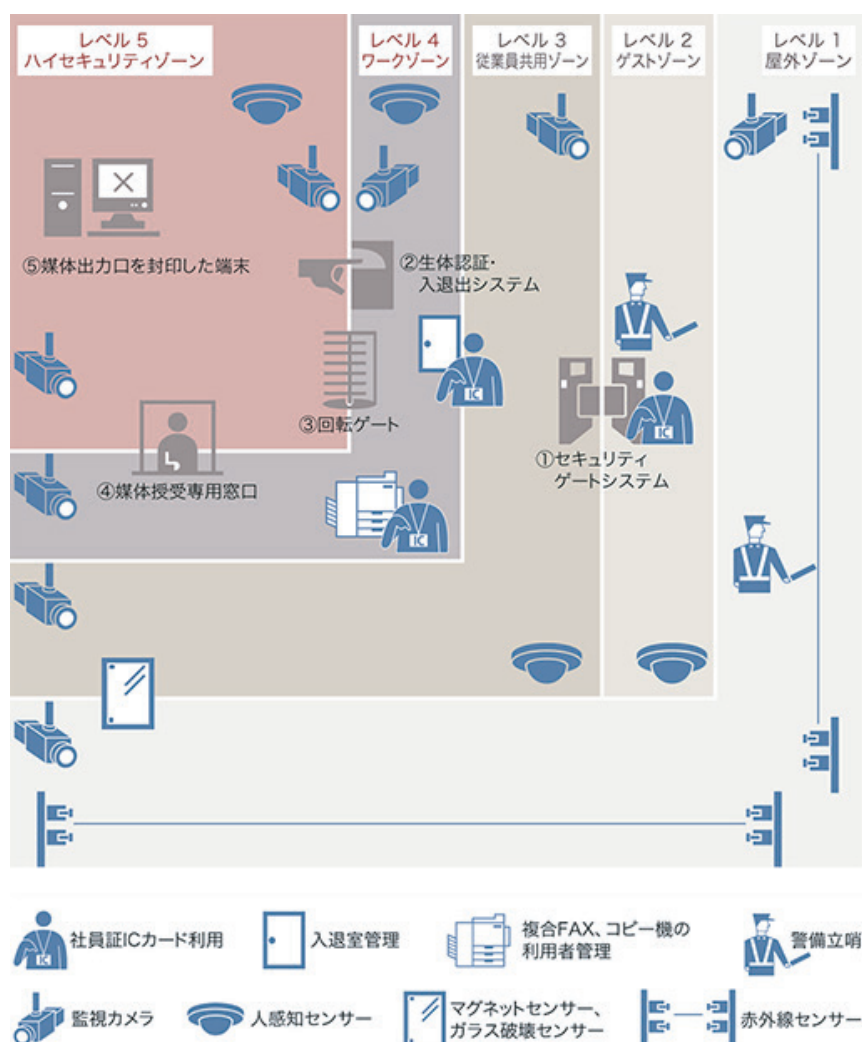 レベル 5
ハイセキュリティゾーン
レベル 4
ワークゾーン
レベル 3
従業員共用ゾーン
レベル 2
ゲストゾーン
レベル 1
屋外ゾーン
⑤媒体出力口を封印した端末
②生体認証・
入退出システム
③回転ゲート
IC
①セキュリティ
ゲートシステム
IC
④媒体授受専用窓口
IC
社員証ICカード利用
IC
入退室管理
複合FAX、コピー機の
利用者管理
警備立哨
監視カメラ
人感知センサー
マグネットセンサー、
ガラス破壊センサー
赤外線センサー